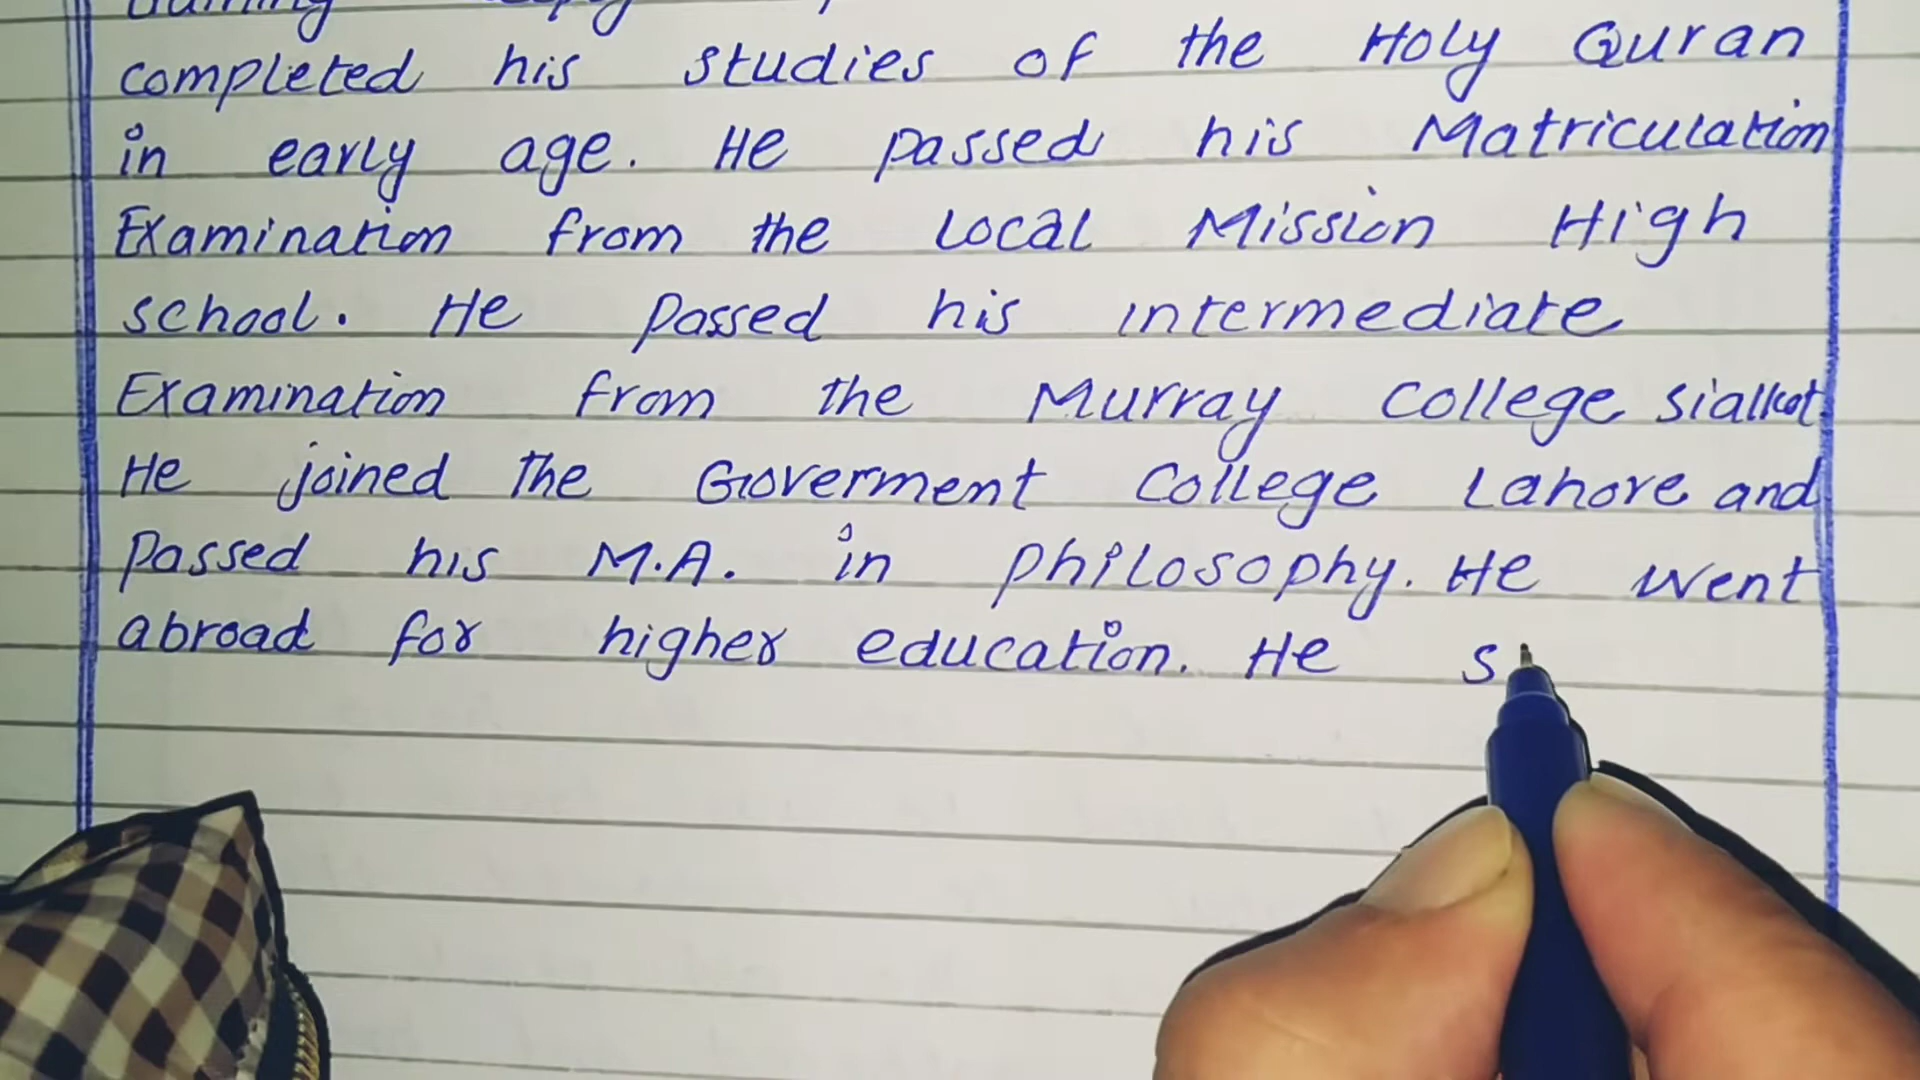 completed his studies of the Holy Quran
in early age. He passed his Matriculation
Examination from the Local Mission High
school. He passed his intermediate
Examination from the Murray College sialkot
He joined the Goverment College Lahore and
passed his M.A. in philosophy. He went
abroad for higher education. He s